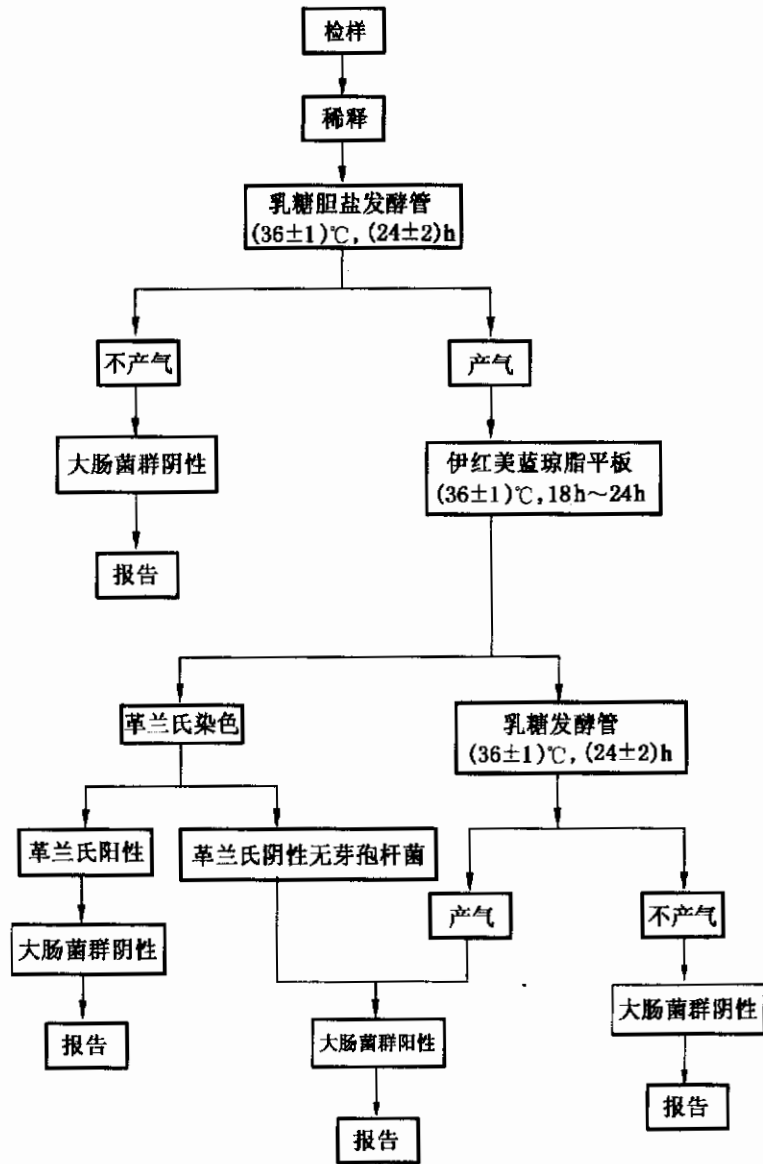 检样
稀释
乳糖胆盐发酵管
(36±1)℃,(24±2)h
不产气
产气
大肠菌群阴性
伊红美蓝琼脂平板
(36±1)℃,18h～24h
报告
革兰氏染色
乳糖发酵管
(36±1)℃,(24±2)h
革兰氏阳性
革兰氏阴性无芽孢杆菌
产气
不产气
大肠菌群阴性
大肠菌群阳性
大肠菌群阴性
报告
报告
报告